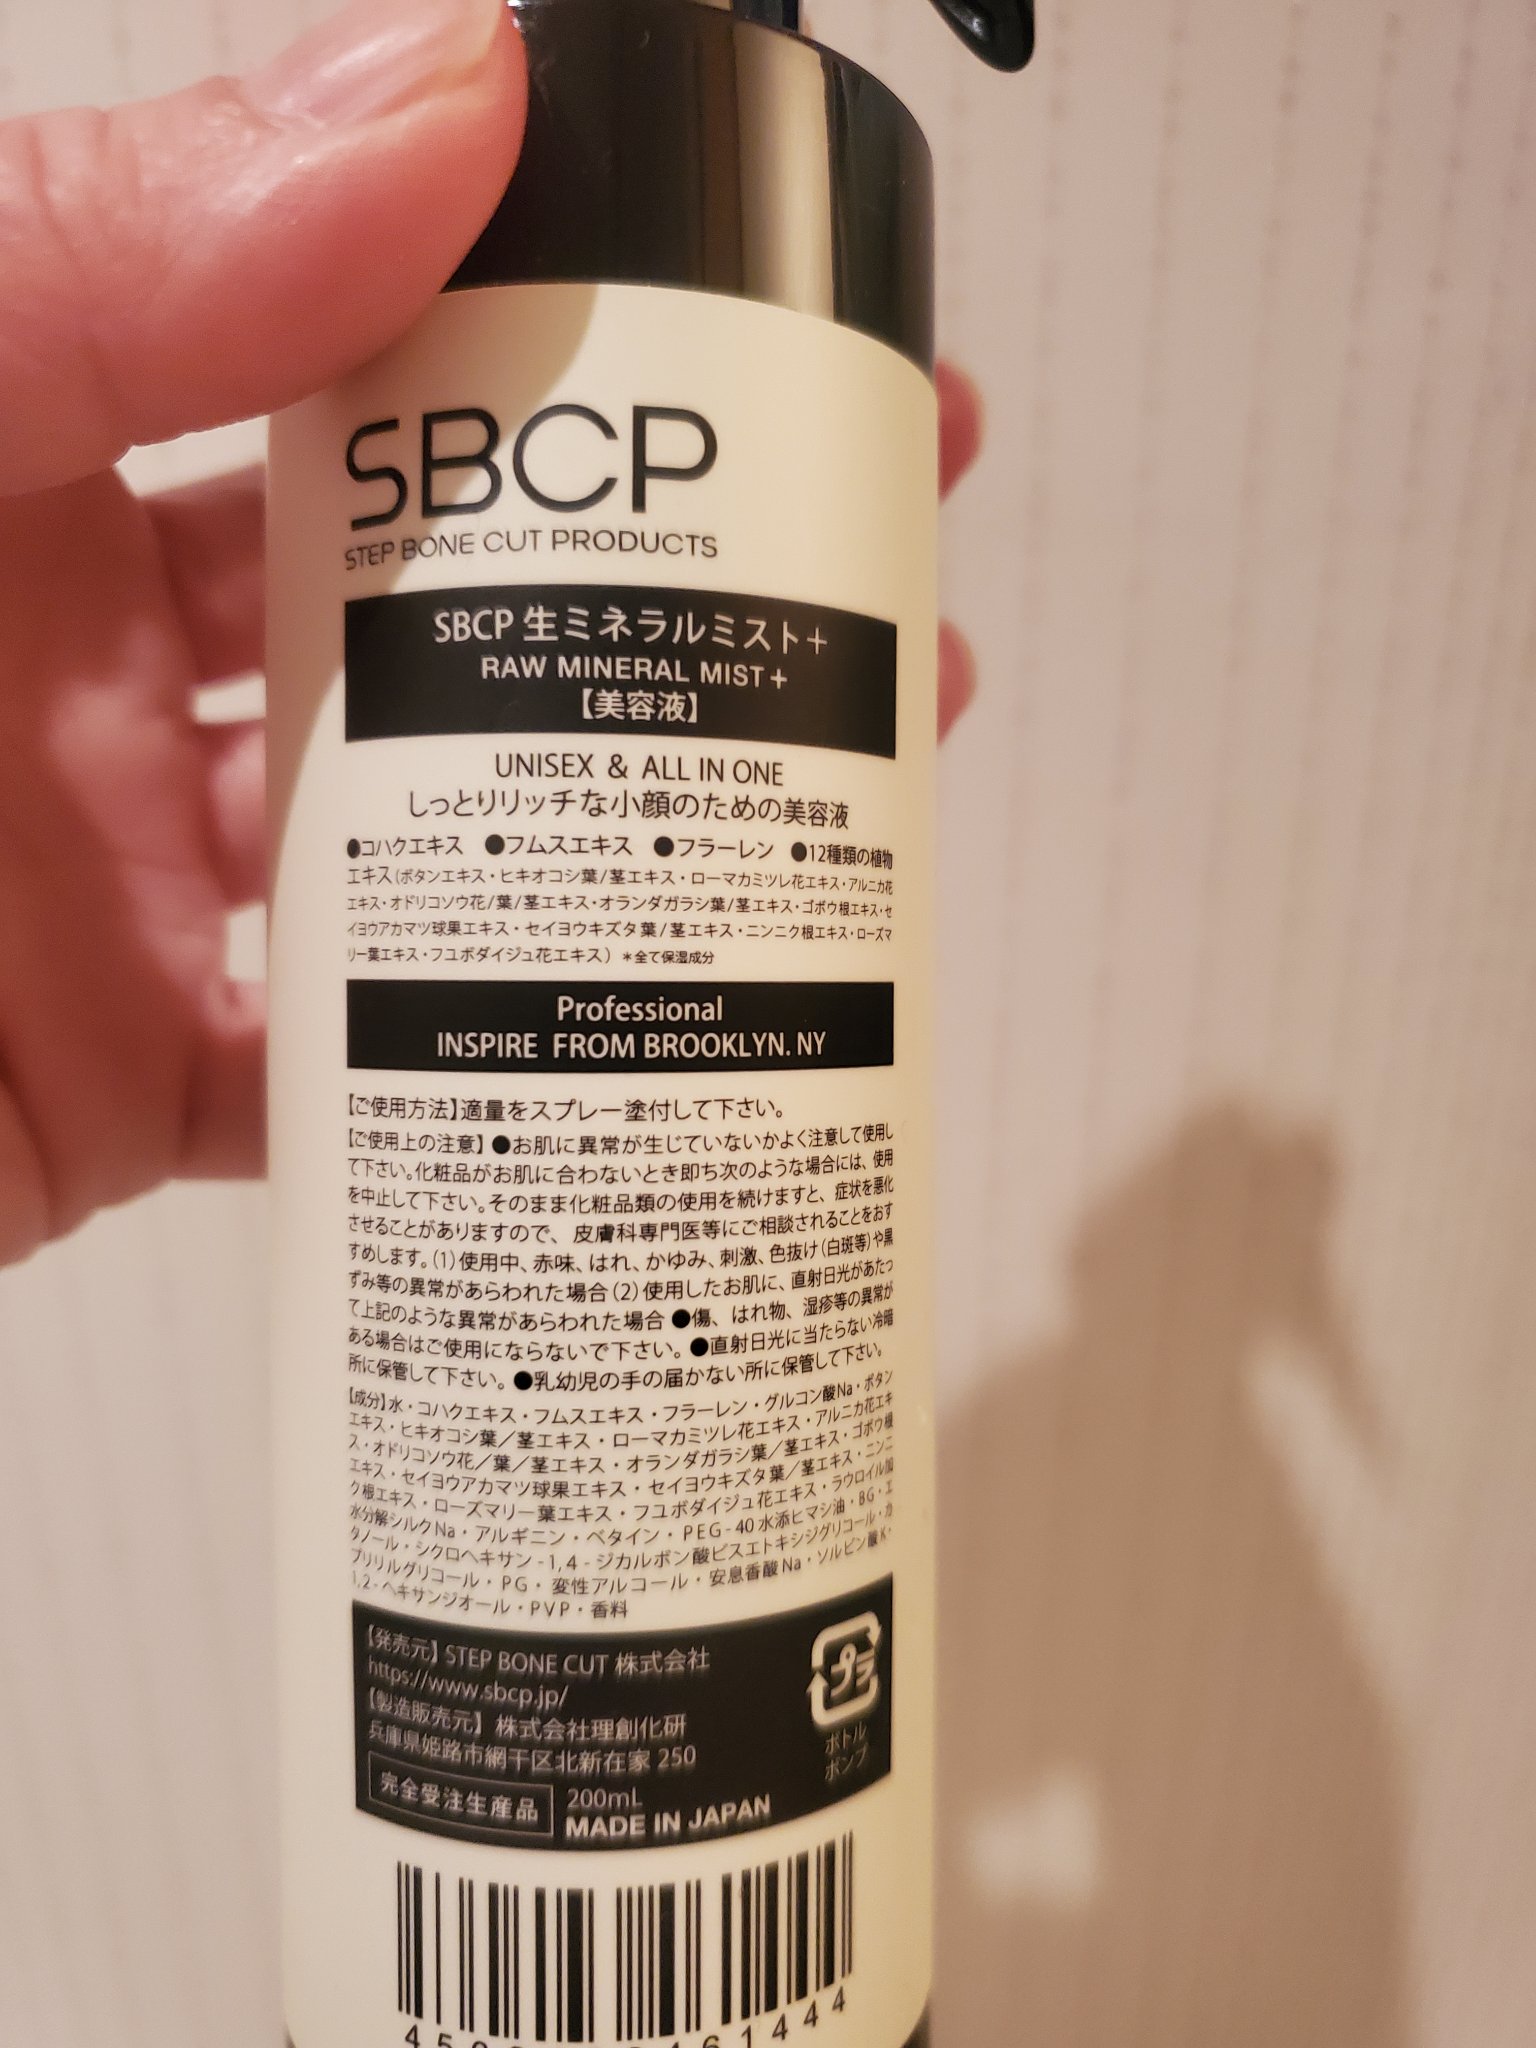 SBCP
STEP BONE CUT PRODUCTS
SBCP 生ミネラルミスト+
RAW MINERAL MIST+
【美容液】
UNISEX & ALL IN ONE
しっとりリッチな小顔のための美容液
●コハクエキス ●フムスエキス ●フラーレン ●12種類の植物
エキス(ボタンエキス・ヒキオコシ葉/茎エキス・ローマカミツレ花エキス・アルニカ花
エキス・オドリコソウ花/葉/茎エキス・オランダガラシ葉/茎エキス・ゴボウ根エキス・セ
イヨウアカマツ球果エキス・セイヨウキズタ葉/茎エキス・ニンニク根エキス・ローズマ
リー葉エキス・フユボダイジュ花エキス) *全て保湿成分
Professional
INSPIRE FROM BROOKLYN. NY
【ご使用方法】適量をスプレー塗付して下さい。
【ご使用上の注意】●お肌に異常が生じていないかよく注意して使用し
て下さい。化粧品がお肌に合わないとき即ち次のような場合には、使用
を中止して下さい。そのまま化粧品類の使用を続けますと、症状を悪化
させることがありますので、皮膚科専門医等にご相談されることをおす
すめします。(1)使用中、赤味、はれ、かゆみ、刺激、色抜け(白斑等)や黒
ずみ等の異常があらわれた場合(2)使用したお肌に、直射日光があたっ
て上記のような異常があらわれた場合 ●傷、はれ物、湿疹等の異常が
ある場合はご使用にならないで下さい。●直射日光に当たらない冷暗
所に保管して下さい。●乳幼児の手の届かない所に保管して下さい。
【成分】水・コハクエキス・フムスエキス・フラーレン・グルコン酸Na・ボタン
エキス・ヒキオコシ葉/茎エキス・ローマカミツレ花エキス・アルニカ花エキ
ス・オドリコソウ花/葉/茎エキス・オランダガラシ葉/茎エキス・ゴボウ根
エキス・セイヨウアカマツ球果エキス・セイヨウキズタ葉/茎エキス・ニンニ
ク根エキス・ローズマリー葉エキス・フユボダイジュ花エキス・ラウロイル加
水分解シルクNa・アルギニン・ベタイン・PEG-40水添ヒマシ油・BG・エ
タノール・シクロヘキサン-1,4-ジカルボン酸ビスエトキシジグリコール・カ
プリリルグリコール・PG・変性アルコール・安息香酸Na・ソルビン酸K・
1,2-ヘキサンジオール・PVP・香料
【発売元】STEP BONE CUT 株式会社
https://www.sbcp.jp/
【製造販売元】株式会社理創化研
兵庫県姫路市網干区北新在家 250
完全受注生産品
200mL
MADE IN JAPAN
プラ
ボトル
ポンプ